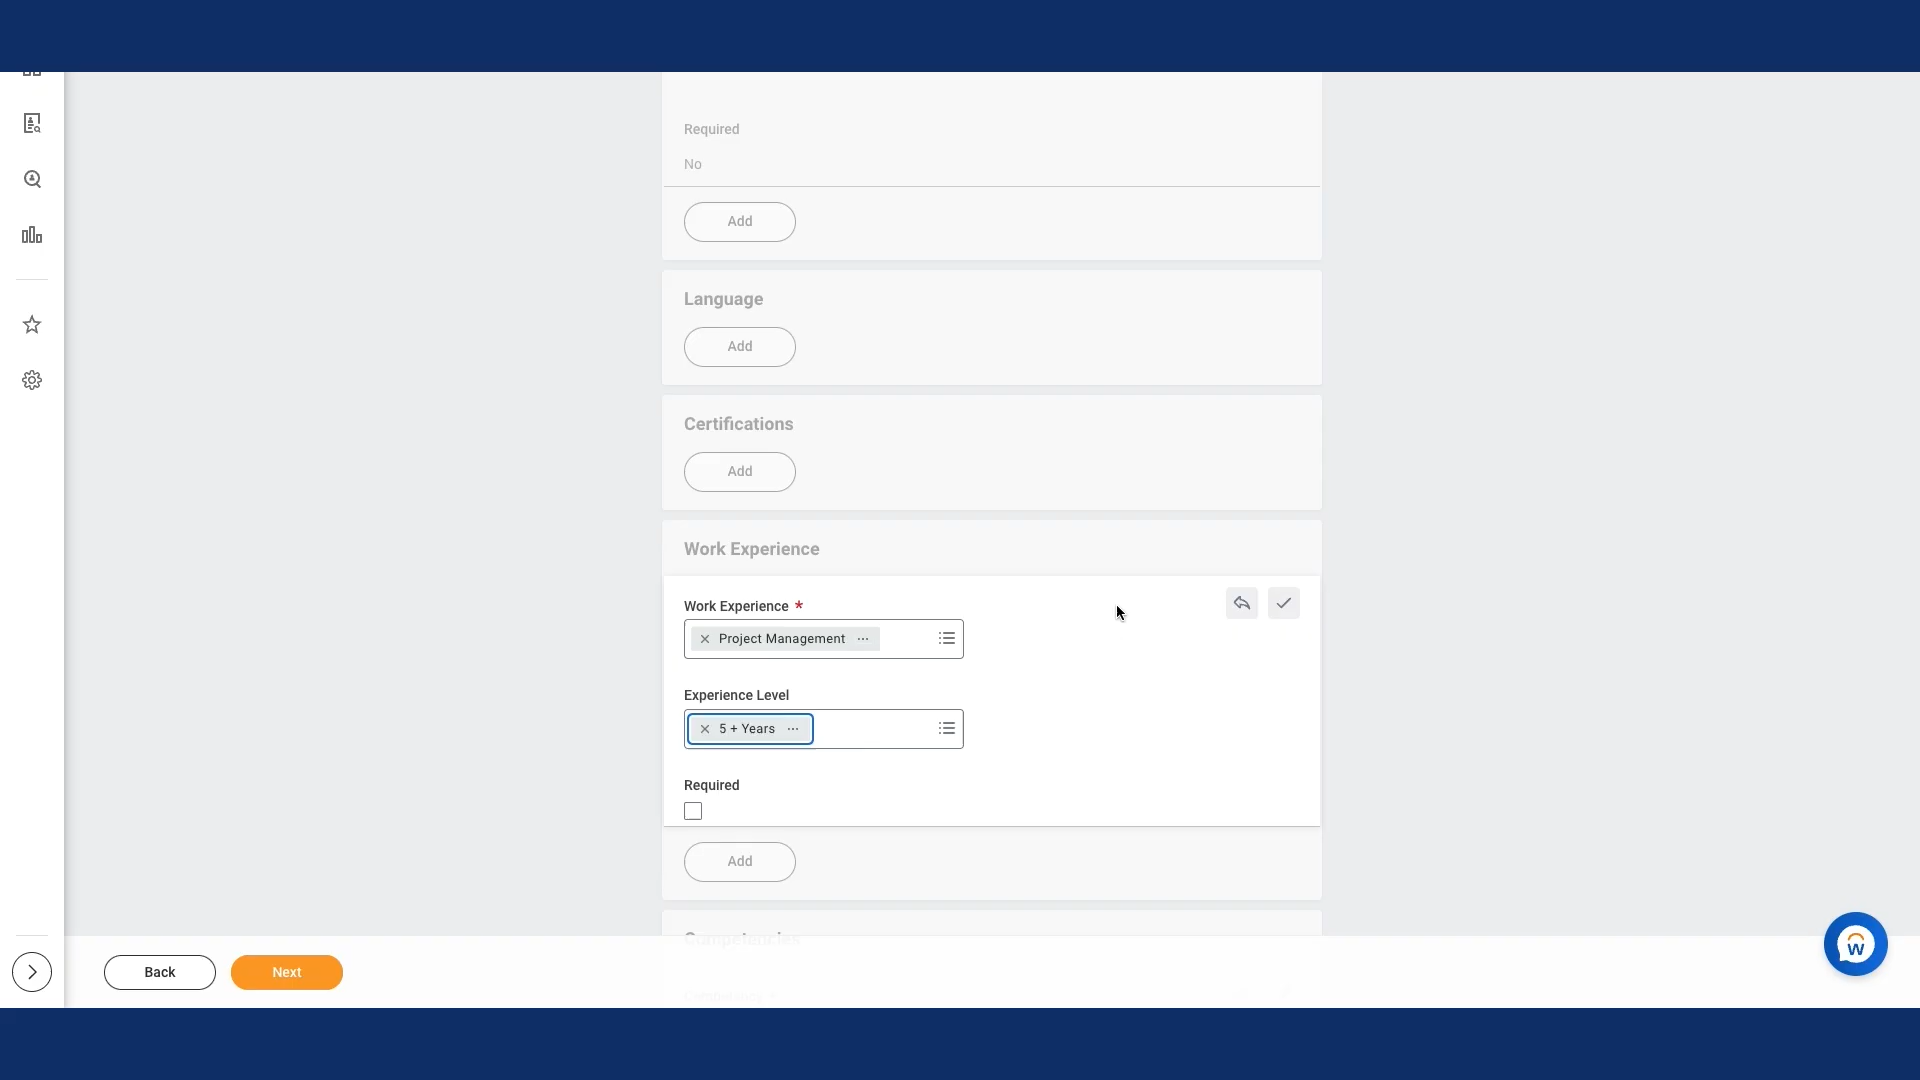 Required
No
Add
Language
Add
Certifications
Add
Work Experience
Work Experience *
Project Management
Experience Level
5 + Years
Required
Add
Competencies
Back
Next
W